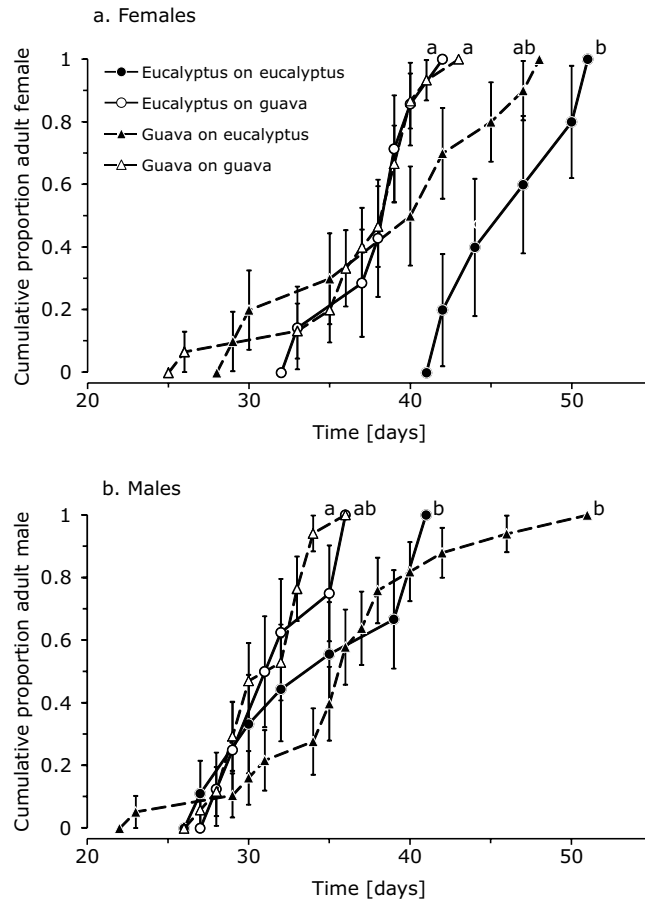 a. Females
a a ab b
Eucalyptus on eucalyptus
Eucalyptus on guava
Guava on eucalyptus
Guava on guava
Cumulative proportion adult female
1
0.8
0.6
0.4
0.2
0
20 30 40 50
Time [days]
b. Males
a ab b b
Cumulative proportion adult male
1
0.8
0.6
0.4
0.2
0
20 30 40 50
Time [days]